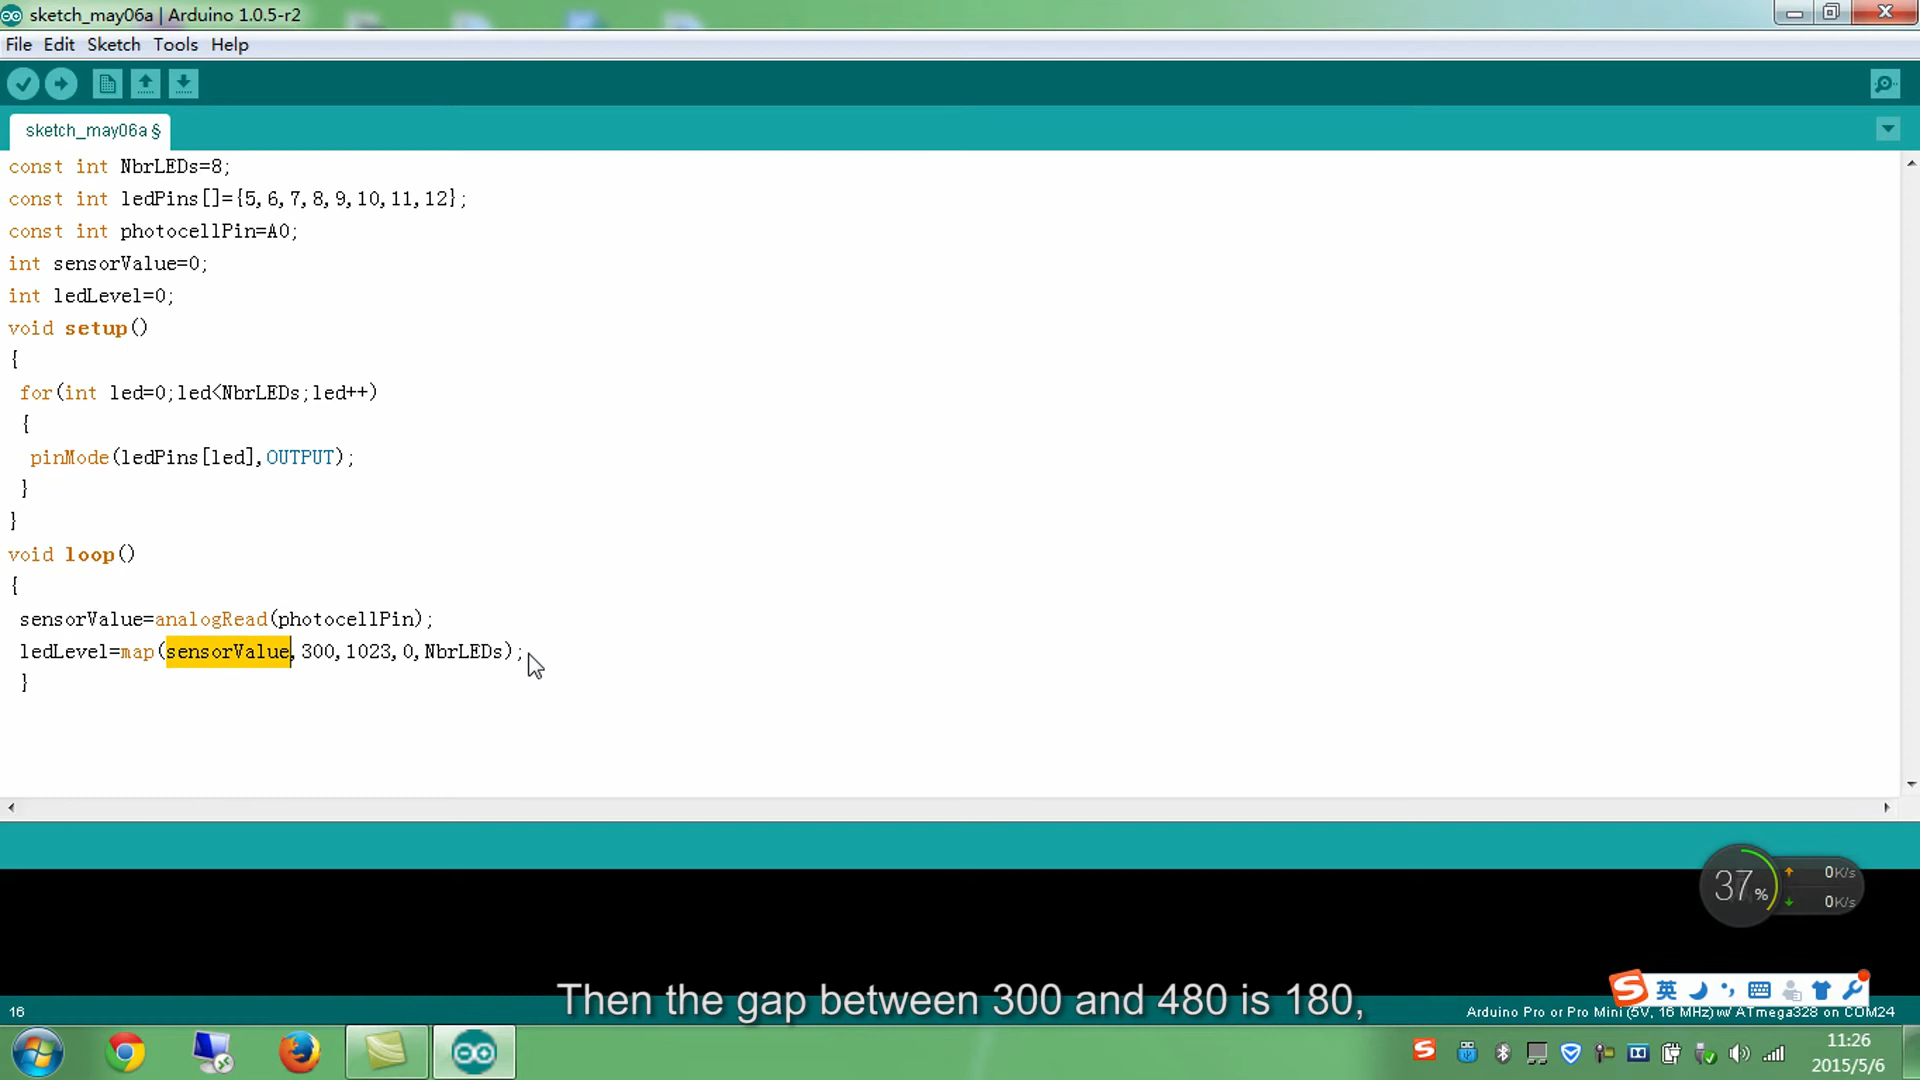 sketch_may06a | Arduino 1.0.5-r2
File Edit Sketch Tools Help
sketch_may06a §
const int NbrLEDs=8;
const int ledPins[]={5,6,7,8,9,10,11,12};
const int photocellPin=A0;
int sensorValue=0;
int ledLevel=0;
void setup()
{
for(int led=0;led<NbrLEDs;led++)
{
pinMode(ledPins[led],OUTPUT);
}
}
void loop()
{
sensorValue=analogRead(photocellPin);
ledLevel=map(sensorValue,300,1023,0,NbrLEDs);
}
37%
0K/s
0K/s
Then the gap between 300 and 480 is 180,
S 英
16
Arduino Pro or Pro Mini (5V, 16 MHz) w/ ATmega328 on COM24
S
11:26
2015/5/6